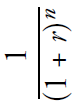 1
(1 + r)ⁿ